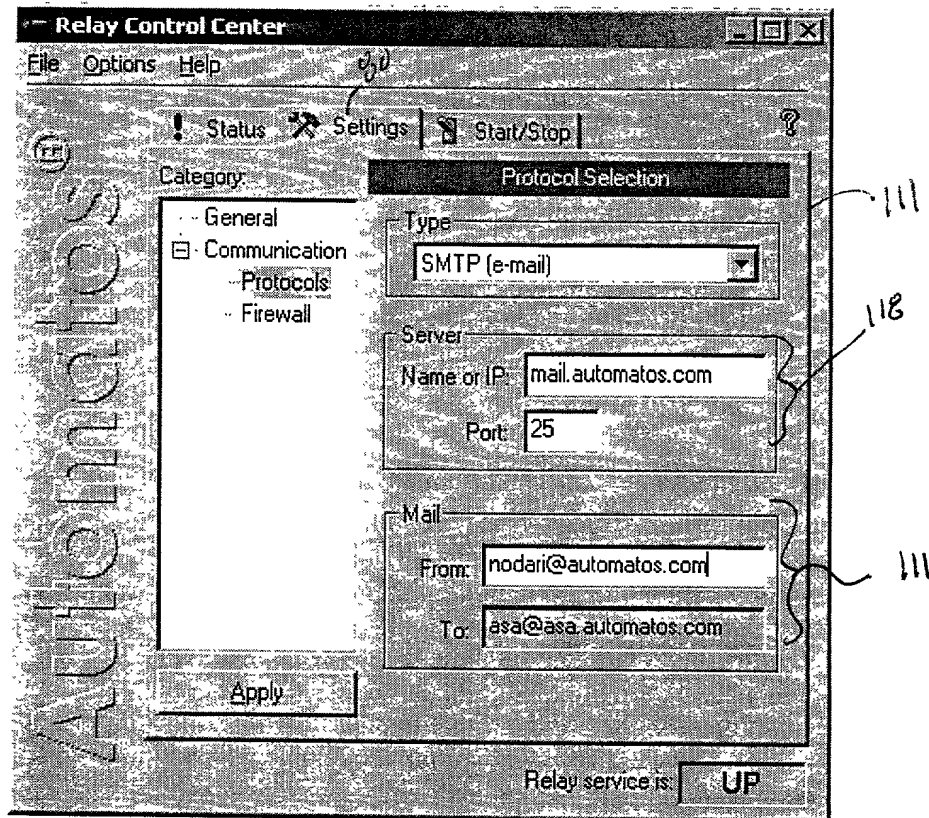 Relay Control Center
File Options Help
Status Settings Start/Stop ?
Category:
Protocol Selection
General
Communication
Protocols
Firewall
Type
SMTP (e-mail)
Server
Name or IP: mail.automatos.com
Port: 25
Mail
From: nodari@automatos.com
To: asa@asa.automatos.com
Apply
Relay service is: UP
Automatos
111
118
111